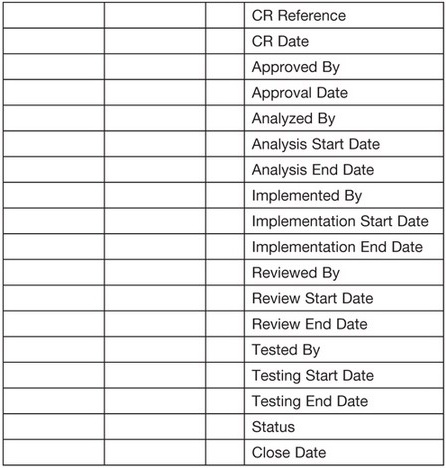 CR Reference
CR Date
Approved By
Approval Date
Analyzed By
Analysis Start Date
Analysis End Date
Implemented By
Implementation Start Date
Implementation End Date
Reviewed By
Review Start Date
Review End Date
Tested By
Testing Start Date
Testing End Date
Status
Close Date